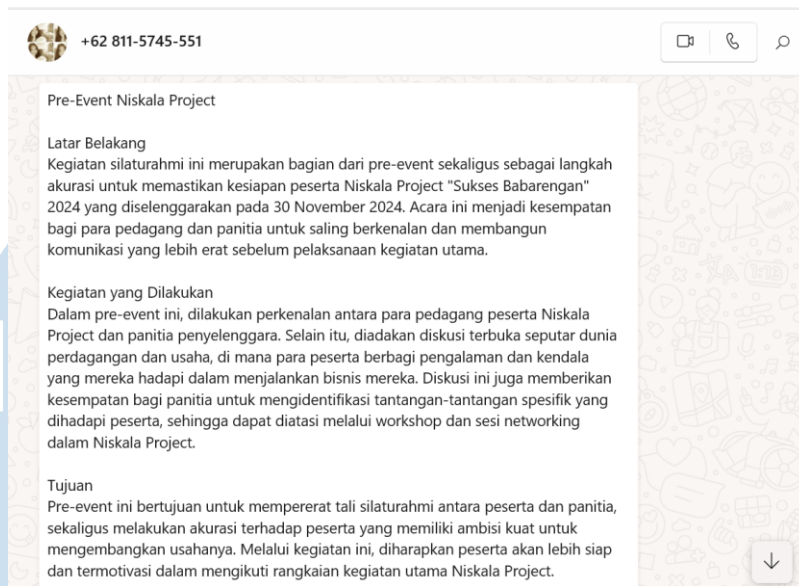 +62 811-5745-551
Pre-Event Niskala Project
Latar Belakang
Kegiatan silaturahmi ini merupakan bagian dari pre-event sekaligus sebagai langkah
akurasi untuk memastikan kesiapan peserta Niskala Project "Sukses Babarengan"
2024 yang diselenggarakan pada 30 November 2024. Acara ini menjadi kesempatan
bagi para pedagang dan panitia untuk saling berkenalan dan membangun
komunikasi yang lebih erat sebelum pelaksanaan kegiatan utama.
Kegiatan yang Dilakukan
Dalam pre-event ini, dilakukan perkenalan antara para pedagang peserta Niskala
Project dan panitia penyelenggara. Selain itu, diadakan diskusi terbuka seputar dunia
perdagangan dan usaha, di mana para peserta berbagi pengalaman dan kendala
yang mereka hadapi dalam menjalankan bisnis mereka. Diskusi ini juga memberikan
kesempatan bagi panitia untuk mengidentifikasi tantangan-tantangan spesifik yang
dihadapi peserta, sehingga dapat diatasi melalui workshop dan sesi networking
dalam Niskala Project.
Tujuan
Pre-event ini bertujuan untuk mempererat tali silaturahmi antara peserta dan panitia,
sekaligus melakukan akurasi terhadap peserta yang memiliki ambisi kuat untuk
mengembangkan usahanya. Melalui kegiatan ini, diharapkan peserta akan lebih siap
dan termotivasi dalam mengikuti rangkaian kegiatan utama Niskala Project.